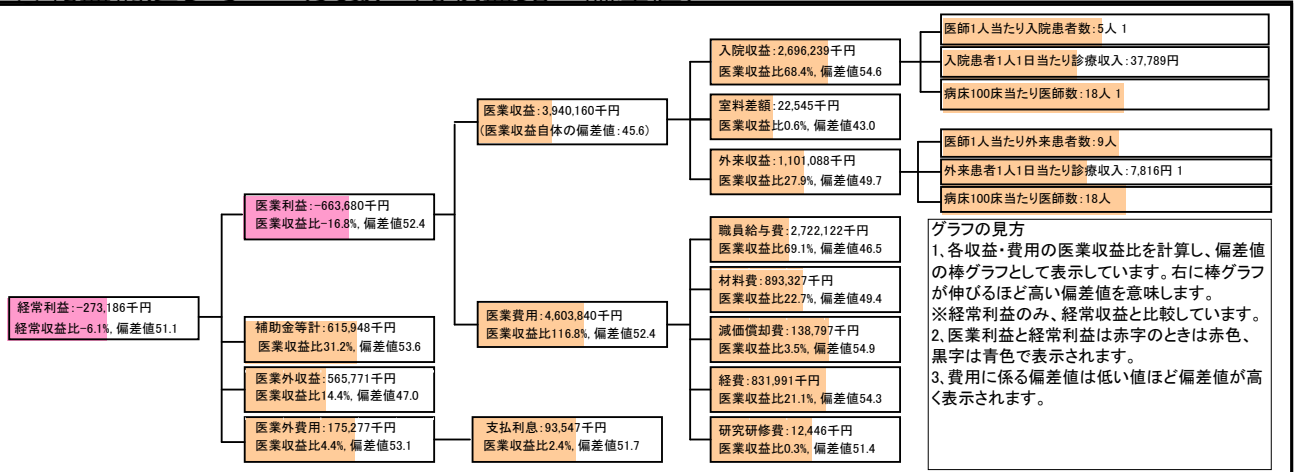 経常利益:-273,186千円
経常収支比-6.1%, 偏差値51.1
医業利益:-663,680千円
医業収益比-16.8%, 偏差値52.4
補助金等計:615,948千円
医業収益比31.2%, 偏差値53.6
医業外収益:565,771千円
医業収益比14.4%, 偏差値47.0
医業外費用:175,277千円
医業収益比4.4%, 偏差値53.1
医業収益:3,940,160千円
(医業収益自体の偏差値:45.6)
医業費用:4,603,840千円
医業収益比116.8%, 偏差値52.4
支払利息:93,547千円
医業収益比2.4%, 偏差値51.7
入院収益:2,696,239千円
医業収益比68.4%, 偏差値54.6
室料差額:22,545千円
医業収益比0.6%, 偏差値43.0
外来収益:1,101,088千円
医業収益比27.9%, 偏差値49.7
職員給与費:2,722,122千円
医業収益比69.1%, 偏差値46.5
材料費:893,327千円
医業収益比22.7%, 偏差値49.4
減価償却費:138,797千円
医業収益比3.5%, 偏差値54.9
経費:831,991千円
医業収益比21.1%, 偏差値54.3
研究研修費:12,446千円
医業収益比0.3%, 偏差値51.4
医師1人当たり入院患者数:5人 1
入院患者1人1日当たり診療収入:37,789円
病床100床当たり医師数:18人 1
医師1人当たり外来患者数:9人
外来患者1人1日当たり診療収入:7,816円 1
病床100床当たり医師数:18人
グラフの見方
1、各収益・費用の医業収益比を計算し、偏差値
の棒グラフとして表示しています。右に棒グラフ
が伸びるほど高い偏差値を意味します。
※経常利益のみ、経常収益と比較しています。
2、医業利益と経常利益は赤字のときは赤色、
黒字は青色で表示されます。
3、費用に係る偏差値は低い値ほど偏差値が高
く表示されます。